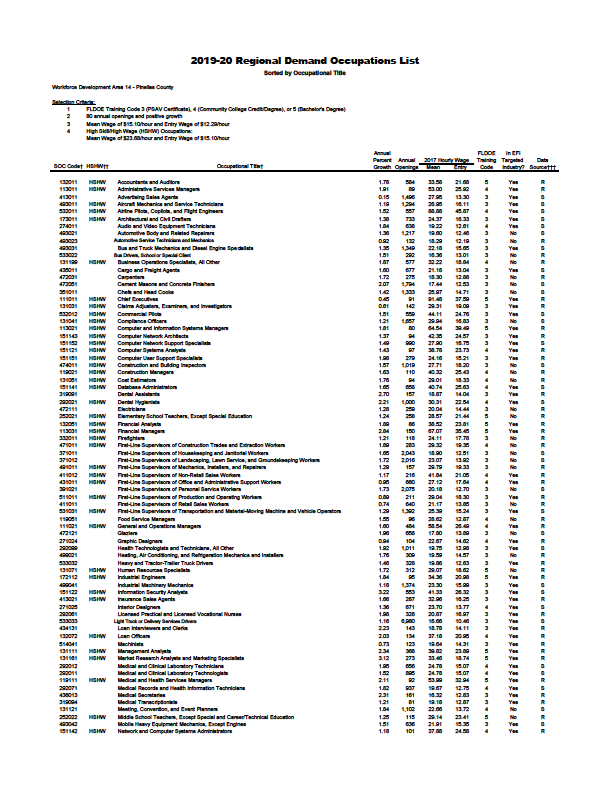 2019-20 Regional Demand Occupations List
Sorted by Occupational Title
Workforce Development Area 14 - Pinellas County
Selection Criteria:
1 FLDOE Training Code 3 (PSAV Certificate), 4 (Community College Credit/Degree), or 5 (Bachelor's Degree)
2 80 annual openings and positive growth
3 Mean Wage of $15.10/hour and Entry Wage of $12.29/hour
4 High Skill/High Wage (HSHW) Occupations:
Mean Wage of $23.68/hour and Entry Wage of $15.10/hour
Annual FLDOE In EFI
Percent Annual 2017 Hourly Wage Training Targeted Data
SOC Code† HSHW†† Occupational Title† Growth Openings Mean Entry Code Industry? Source†††
132011 HSHW Accountants and Auditors 1.78 584 33.58 21.68 5 Yes R
113011 HSHW Administrative Services Managers 1.91 89 53.00 25.92 4 Yes R
413011 Advertising Sales Agents 0.15 1,496 27.95 13.30 3 Yes S
493011 HSHW Aircraft Mechanics and Service Technicians 1.19 1,294 26.95 16.11 3 Yes S
532011 HSHW Airline Pilots, Copilots, and Flight Engineers 1.52 557 88.88 45.87 4 Yes S
173011 HSHW Architectural and Civil Drafters 1.38 733 24.37 16.33 3 Yes S
274011 Audio and Video Equipment Technicians 1.84 638 19.22 12.61 4 Yes S
493021 Automotive Body and Related Repairers 1.36 1,217 19.60 12.46 3 No S
493023 Automotive Service Technicians and Mechanics 0.92 132 18.29 12.19 3 No R
493031 Bus and Truck Mechanics and Diesel Engine Specialists 1.35 1,349 22.18 15.65 3 Yes S
533022 Bus Drivers, School or Special Client 1.51 292 16.36 13.01 3 No R
131199 HSHW Business Operations Specialists, All Other 1.87 577 32.22 18.84 4 No R
435011 Cargo and Freight Agents 1.60 677 21.18 13.04 3 Yes S
472031 Carpenters 1.72 275 18.30 12.88 3 No R
472051 Cement Masons and Concrete Finishers 2.07 1,794 17.44 12.53 3 No S
351011 Chefs and Head Cooks 1.42 1,333 25.97 14.71 3 No S
111011 HSHW Chief Executives 0.45 91 91.48 37.59 5 Yes R
131031 HSHW Claims Adjusters, Examiners, and Investigators 0.61 142 29.31 19.09 3 Yes R
532012 HSHW Commercial Pilots 1.51 559 44.11 24.76 3 Yes S
131041 HSHW Compliance Officers 1.21 1,657 29.94 16.83 3 No S
113021 HSHW Computer and Information Systems Managers 1.81 80 64.54 39.49 5 Yes R
151143 HSHW Computer Network Architects 1.37 94 42.35 24.57 3 Yes R
151152 HSHW Computer Network Support Specialists 1.49 990 27.90 16.75 3 Yes S
151121 HSHW Computer Systems Analysts 1.43 97 38.78 23.73 4 Yes R
151151 HSHW Computer User Support Specialists 1.98 279 24.16 15.21 3 Yes R
474011 HSHW Construction and Building Inspectors 1.57 1,019 27.71 18.20 3 No S
119021 HSHW Construction Managers 1.63 110 40.32 25.43 4 No R
131051 HSHW Cost Estimators 1.76 94 29.01 18.33 4 No R
151141 HSHW Database Administrators 1.65 658 40.74 25.63 4 Yes S
319091 Dental Assistants 2.70 157 18.87 14.04 3 Yes R
292021 HSHW Dental Hygienists 2.21 1,000 30.31 22.54 4 Yes S
472111 Electricians 1.28 259 20.04 14.44 3 No R
252021 HSHW Elementary School Teachers, Except Special Education 1.24 258 28.57 21.44 5 No R
132051 HSHW Financial Analysts 1.89 86 38.52 23.81 5 Yes R
113031 HSHW Financial Managers 2.84 150 67.07 35.45 5 Yes R
332011 Firefighters 1.21 118 24.11 17.78 3 No R
471011 HSHW First-Line Supervisors of Construction Trades and Extraction Workers 1.89 283 29.32 19.35 4 No R
371011 First-Line Supervisors of Housekeeping and Janitorial Workers 1.65 2,043 18.90 12.51 3 No S
371012 First-Line Supervisors of Landscaping, Lawn Service, and Groundskeeping Workers 1.72 2,016 23.07 13.92 3 No S
491011 HSHW First-Line Supervisors of Mechanics, Installers, and Repairers 1.29 157 29.79 19.33 3 No R
411012 HSHW First-Line Supervisors of Non-Retail Sales Workers 1.17 216 41.84 21.05 4 Yes R
431011 HSHW First-Line Supervisors of Office and Administrative Support Workers 0.95 660 27.12 17.64 4 Yes R
391021 First-Line Supervisors of Personal Service Workers 1.73 2,075 20.18 12.70 3 No S
511011 HSHW First-Line Supervisors of Production and Operating Workers 0.89 211 29.04 18.30 3 Yes R
411011 First-Line Supervisors of Retail Sales Workers 0.74 640 21.17 13.85 3 No R
531031 HSHW First-Line Supervisors of Transportation and Material-Moving Machine and Vehicle Operators 1.29 1,392 25.39 15.24 3 Yes S
119051 Food Service Managers 1.55 96 28.62 12.87 4 No R
111021 HSHW General and Operations Managers 1.60 484 58.54 26.49 4 Yes R
472121 Glaziers 1.96 658 17.80 13.89 3 No S
271024 Graphic Designers 0.94 104 22.67 14.62 4 Yes R
292099 Health Technologists and Technicians, All Other 1.92 1,011 19.75 12.98 3 Yes S
499021 Heating, Air Conditioning, and Refrigeration Mechanics and Installers 1.76 309 19.59 14.57 3 No R
533032 Heavy and Tractor-Trailer Truck Drivers 1.46 328 19.86 12.63 3 Yes R
131071 HSHW Human Resources Specialists 1.72 312 29.07 18.62 5 No R
172112 HSHW Industrial Engineers 1.84 95 34.36 20.98 5 Yes R
499041 Industrial Machinery Mechanics 1.18 1,374 23.30 15.99 3 Yes S
151122 HSHW Information Security Analysts 3.22 553 41.33 26.32 3 Yes S
413021 HSHW Insurance Sales Agents 1.66 287 32.96 16.25 3 Yes R
271025 Interior Designers 1.36 671 23.70 13.77 4 Yes S
292061 Licensed Practical and Licensed Vocational Nurses 1.98 328 20.87 16.97 3 Yes R
533033 Light Truck or Delivery Services Drivers 1.16 6,980 16.66 10.46 3 Yes S
434131 Loan Interviewers and Clerks 2.23 143 18.78 14.11 3 Yes R
132072 HSHW Loan Officers 2.03 134 37.18 20.95 4 Yes R
514041 Machinists 0.73 123 19.64 14.31 3 Yes R
131111 HSHW Management Analysts 2.34 368 39.82 23.89 5 Yes R
131161 HSHW Market Research Analysts and Marketing Specialists 3.12 273 33.46 18.74 5 Yes R
292012 Medical and Clinical Laboratory Technicians 1.95 656 24.78 15.07 4 Yes S
292011 Medical and Clinical Laboratory Technologists 1.52 895 24.78 15.07 4 Yes S
119111 HSHW Medical and Health Services Managers 2.11 92 53.99 32.94 5 Yes R
292071 Medical Records and Health Information Technicians 1.82 937 19.67 12.75 4 Yes S
436013 Medical Secretaries 2.31 161 16.32 12.83 3 Yes R
319094 Medical Transcriptionists 1.21 81 19.18 12.87 3 Yes R
131121 Meeting, Convention, and Event Planners 1.84 1,102 22.66 13.72 4 No S
252022 HSHW Middle School Teachers, Except Special and Career/Technical Education 1.25 115 29.14 23.41 5 No R
493042 Mobile Heavy Equipment Mechanics, Except Engines 1.51 636 21.91 15.35 3 Yes S
151142 HSHW Network and Computer Systems Administrators 1.18 101 37.88 24.58 4 Yes R